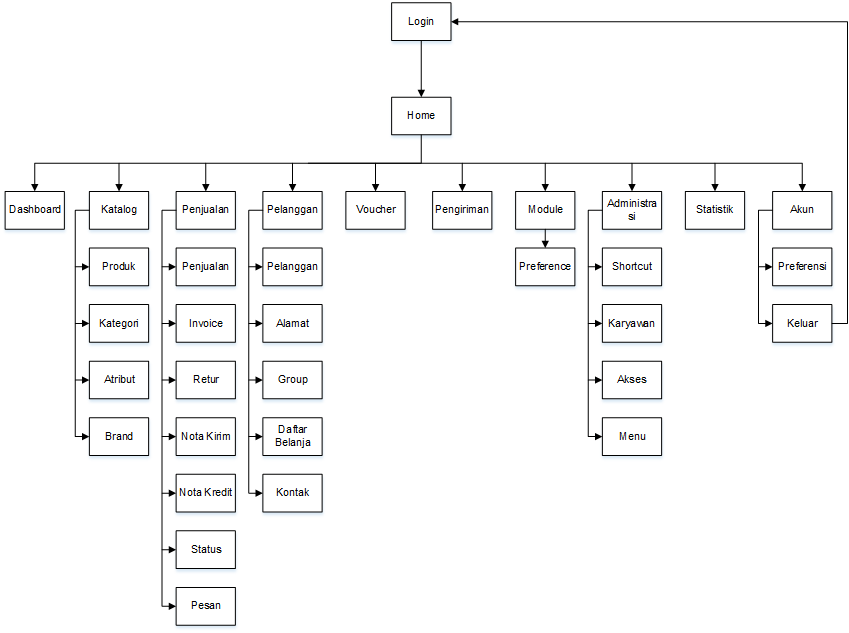 Login
Home
Dashboard
Katalog
Penjualan
Pelanggan
Voucher
Pengiriman
Module
Administra
si
Statistik
Akun
Produk
Penjualan
Pelanggan
Preference
Shortcut
Preferensi
Kategori
Invoice
Alamat
Karyawan
Keluar
Atribut
Retur
Group
Akses
Brand
Nota Kirim
Daftar
Belanja
Menu
Nota Kredit
Kontak
Status
Pesan